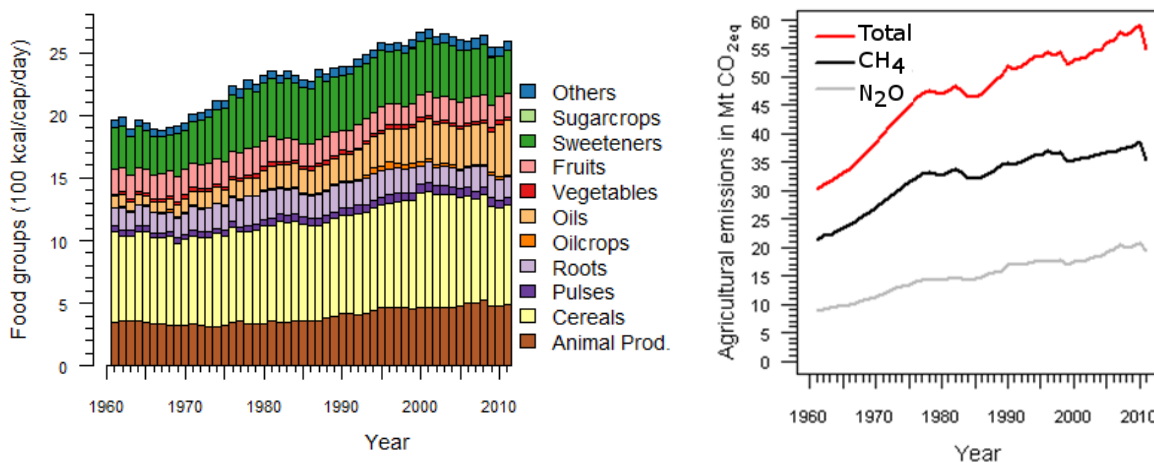 Food groups (100 kcal/cap/day)
25
20
15
10
5
0
1960
1970
1980
1990
2000
2010
Year
Others
Sugarcrops
Sweeteners
Fruits
Vegetables
Oils
Oilcrops
Roots
Pulses
Cereals
Animal Prod.
Agricultural emissions in Mt CO2eq
60
55
50
45
40
35
30
25
20
15
10
5
0
Total
CH4
N2O
1960
1970
1980
1990
2000
2010
Year